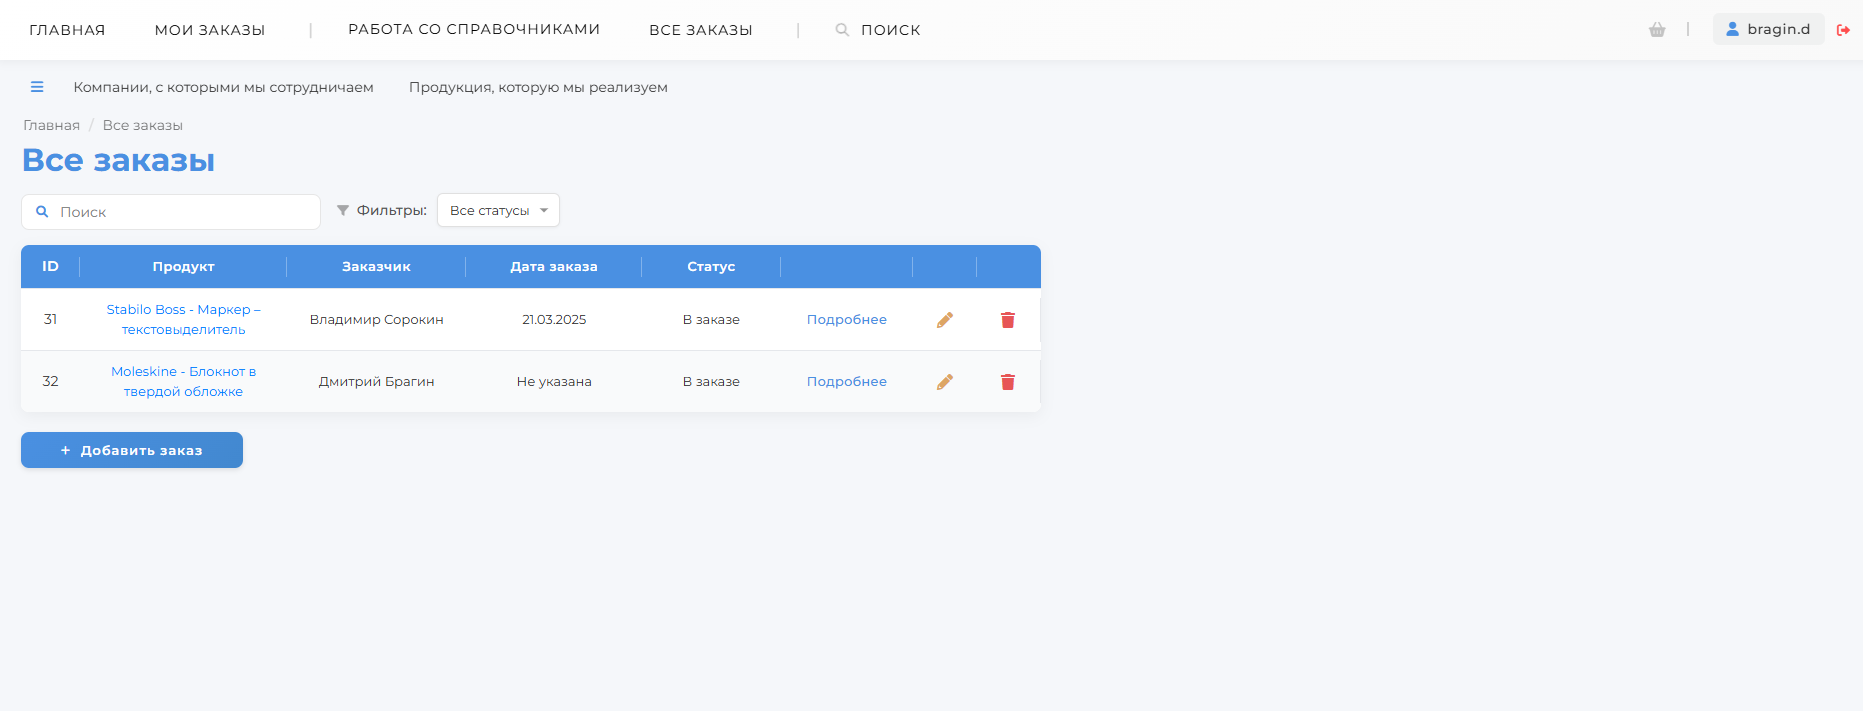 ГЛАВНАЯ МОИ ЗАКАЗЫ | РАБОТА СО СПРАВОЧНИКАМИ ВСЕ ЗАКАЗЫ | ПОИСК | bragin.d
Компании, с которыми мы сотрудничаем Продукция, которую мы реализуем
Главная / Все заказы
Все заказы
Поиск Фильтры: Все статусы
ID Продукт Заказчик Дата заказа Статус
31 Stabilo Boss - Маркер – текстовыделитель Владимир Сорокин 21.03.2025 В заказе Подробнее
32 Moleskine - Блокнот в твердой обложке Дмитрий Брагин Не указана В заказе Подробнее
+ Добавить заказ